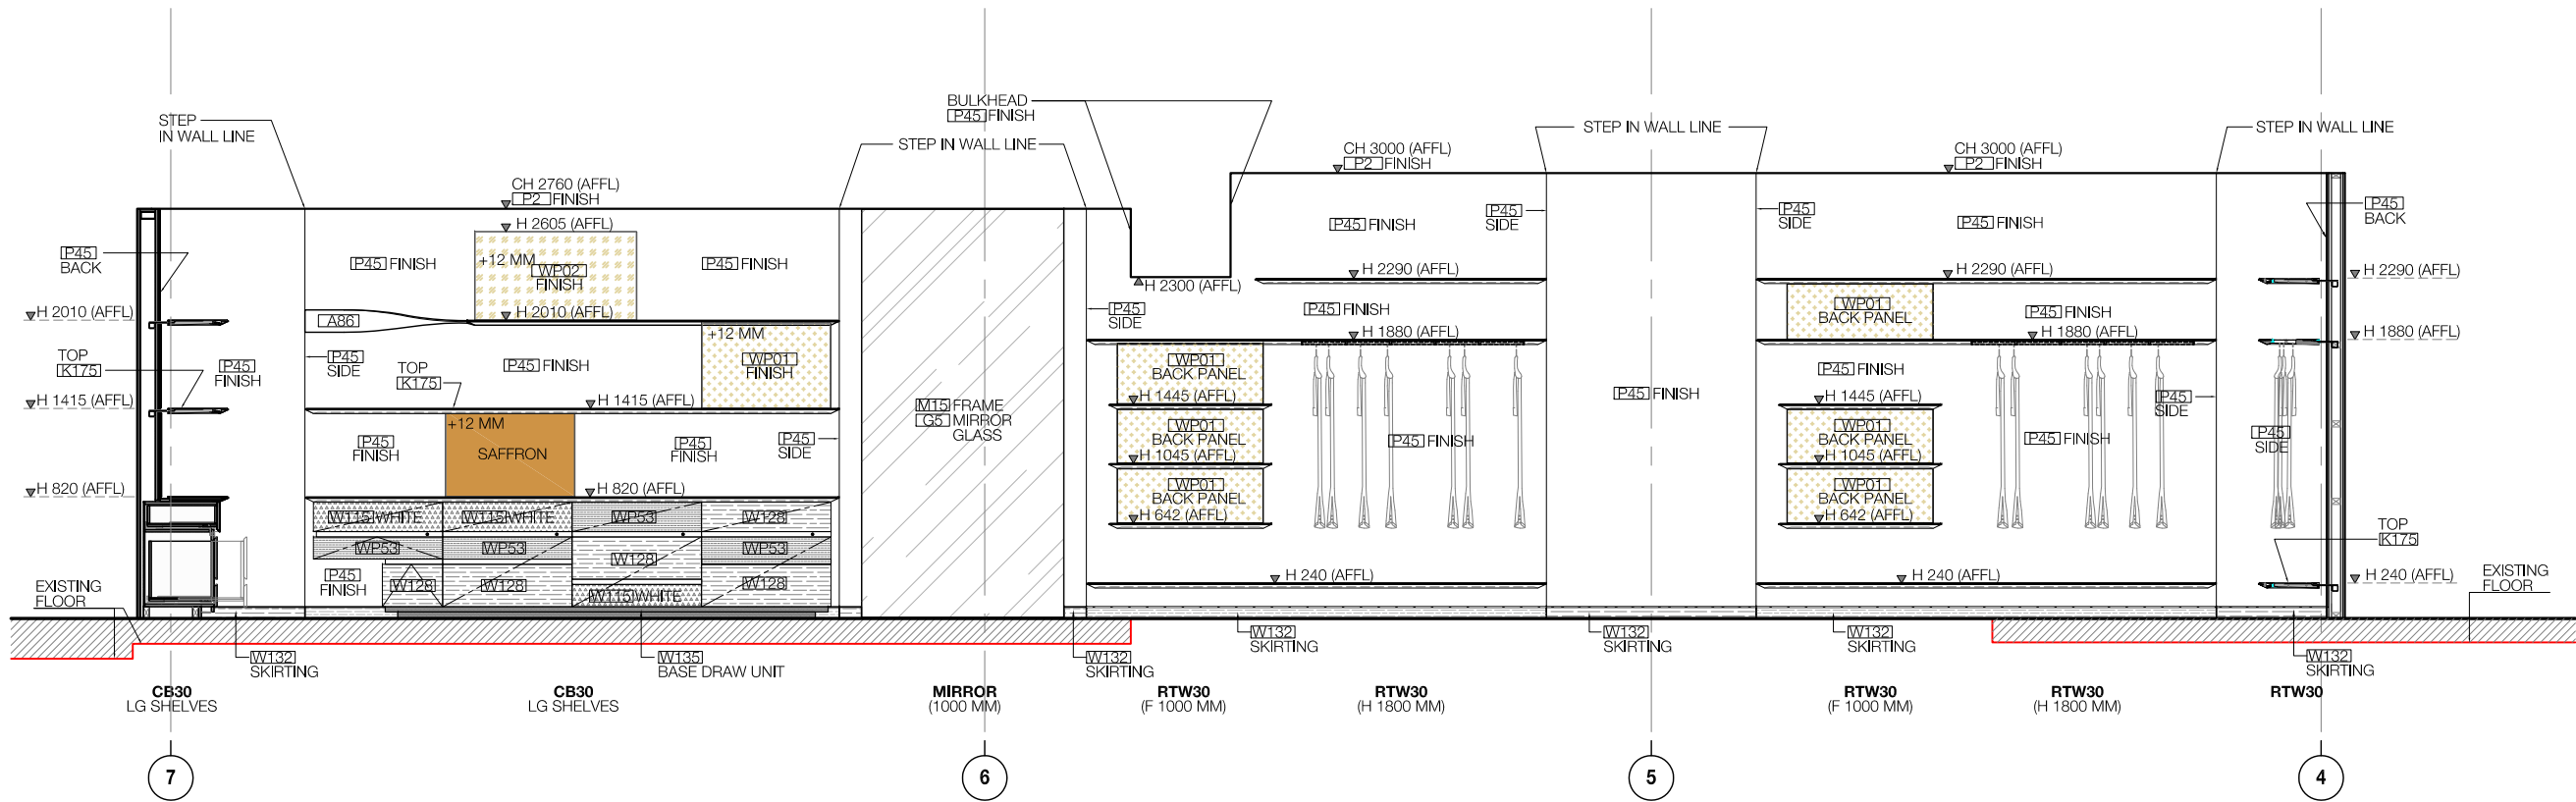 BULKHEAD
P45 FINISH
STEP
IN WALL LINE
STEP IN WALL LINE
STEP IN WALL LINE
STEP IN WALL LINE
CH 2760 (AFFL)
P2 FINISH
CH 3000 (AFFL)
P2 FINISH
CH 3000 (AFFL)
P2 FINISH
P45
BACK
H 2010 (AFFL)
TOP
K175
H 1415 (AFFL)
H 820 (AFFL)
EXISTING
FLOOR
P45
FINISH
P45
SIDE
A86
P45 FINISH
H 2605 (AFFL)
+12 MM
WP02
FINISH
H 2010 (AFFL)
P45 FINISH
TOP
K175
P45 FINISH
+12 MM
WP01
FINISH
H 1415 (AFFL)
P45
FINISH
+12 MM
SAFFRON
P45
FINISH
P45
SIDE
H 820 (AFFL)
W115 WHITE
W115 WHITE
WP53
W128
WP53
WP53
W128
WP53
P45
FINISH
W128
W128
W115 WHITE
W128
M15 FRAME
G5 MIRROR
GLASS
P45
SIDE
H 2300 (AFFL)
P45 FINISH
H 2290 (AFFL)
P45 FINISH
H 1880 (AFFL)
WP01
BACK PANEL
H 1445 (AFFL)
WP01
BACK PANEL
H 1045 (AFFL)
WP01
BACK PANEL
H 642 (AFFL)
P45 FINISH
H 240 (AFFL)
P45
SIDE
P45 FINISH
P45
SIDE
P45 FINISH
H 2290 (AFFL)
WP01
BACK PANEL
P45 FINISH
H 1880 (AFFL)
P45 FINISH
H 1445 (AFFL)
WP01
BACK PANEL
H 1045 (AFFL)
WP01
BACK PANEL
H 642 (AFFL)
P45 FINISH
H 240 (AFFL)
P45
SIDE
P45
SIDE
P45
BACK
H 2290 (AFFL)
H 1880 (AFFL)
TOP
K175
H 240 (AFFL)
EXISTING
FLOOR
W132
SKIRTING
W135
BASE DRAW UNIT
W132
SKIRTING
W132
SKIRTING
W132
SKIRTING
W132
SKIRTING
W132
SKIRTING
CB30
LG SHELVES
CB30
LG SHELVES
MIRROR
(1000 MM)
RTW30
(F 1000 MM)
RTW30
(H 1800 MM)
RTW30
(F 1000 MM)
RTW30
(H 1800 MM)
RTW30
7
6
5
4